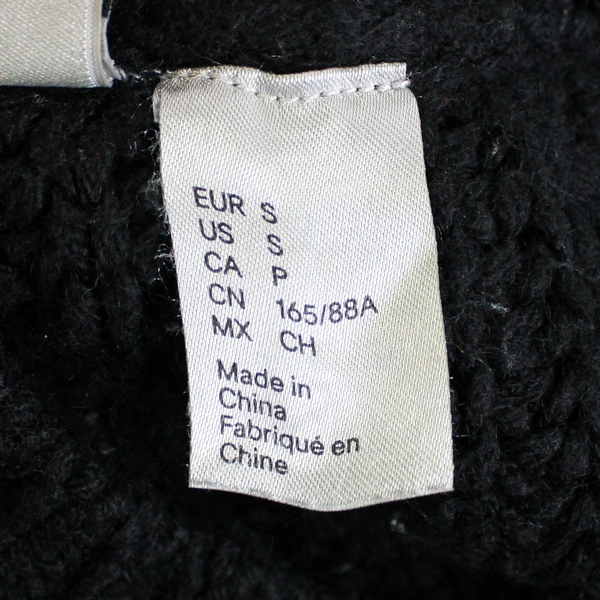 EUR S
US S
CA P
CN 165/88A
MX CH
Made in
China
Fabriqué en
Chine